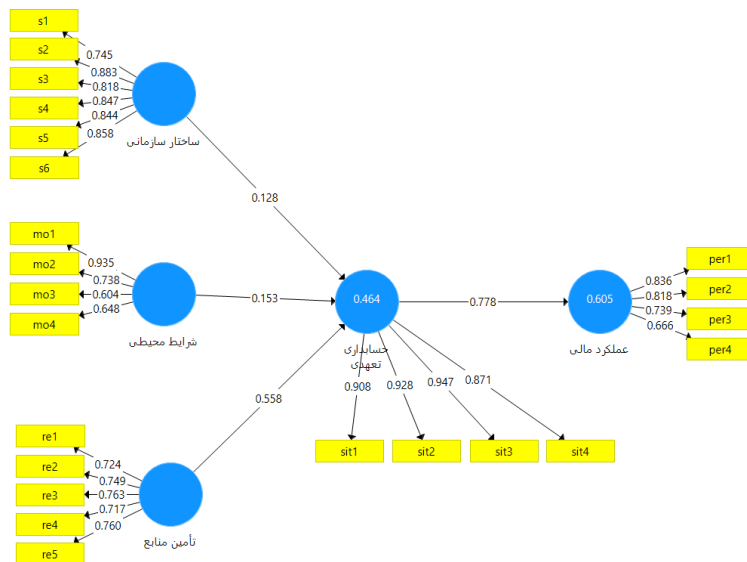 s1
s2
s3
s4
s5
s6
0.745
0.883
0.818
0.847
0.844
0.858
ساختار سازمانی
0.128
mo1
mo2
mo3
mo4
0.935
0.738
0.604
0.648
شرایط محیطی
0.153
0.464
حسابداری
تعهدی
0.778
0.605
عملکرد مالی
0.836
0.818
0.739
0.666
per1
per2
per3
per4
0.558
0.908
0.928
0.947
0.871
sit1
sit2
sit3
sit4
re1
re2
re3
re4
re5
0.724
0.749
0.763
0.717
0.760
تأمین منابع